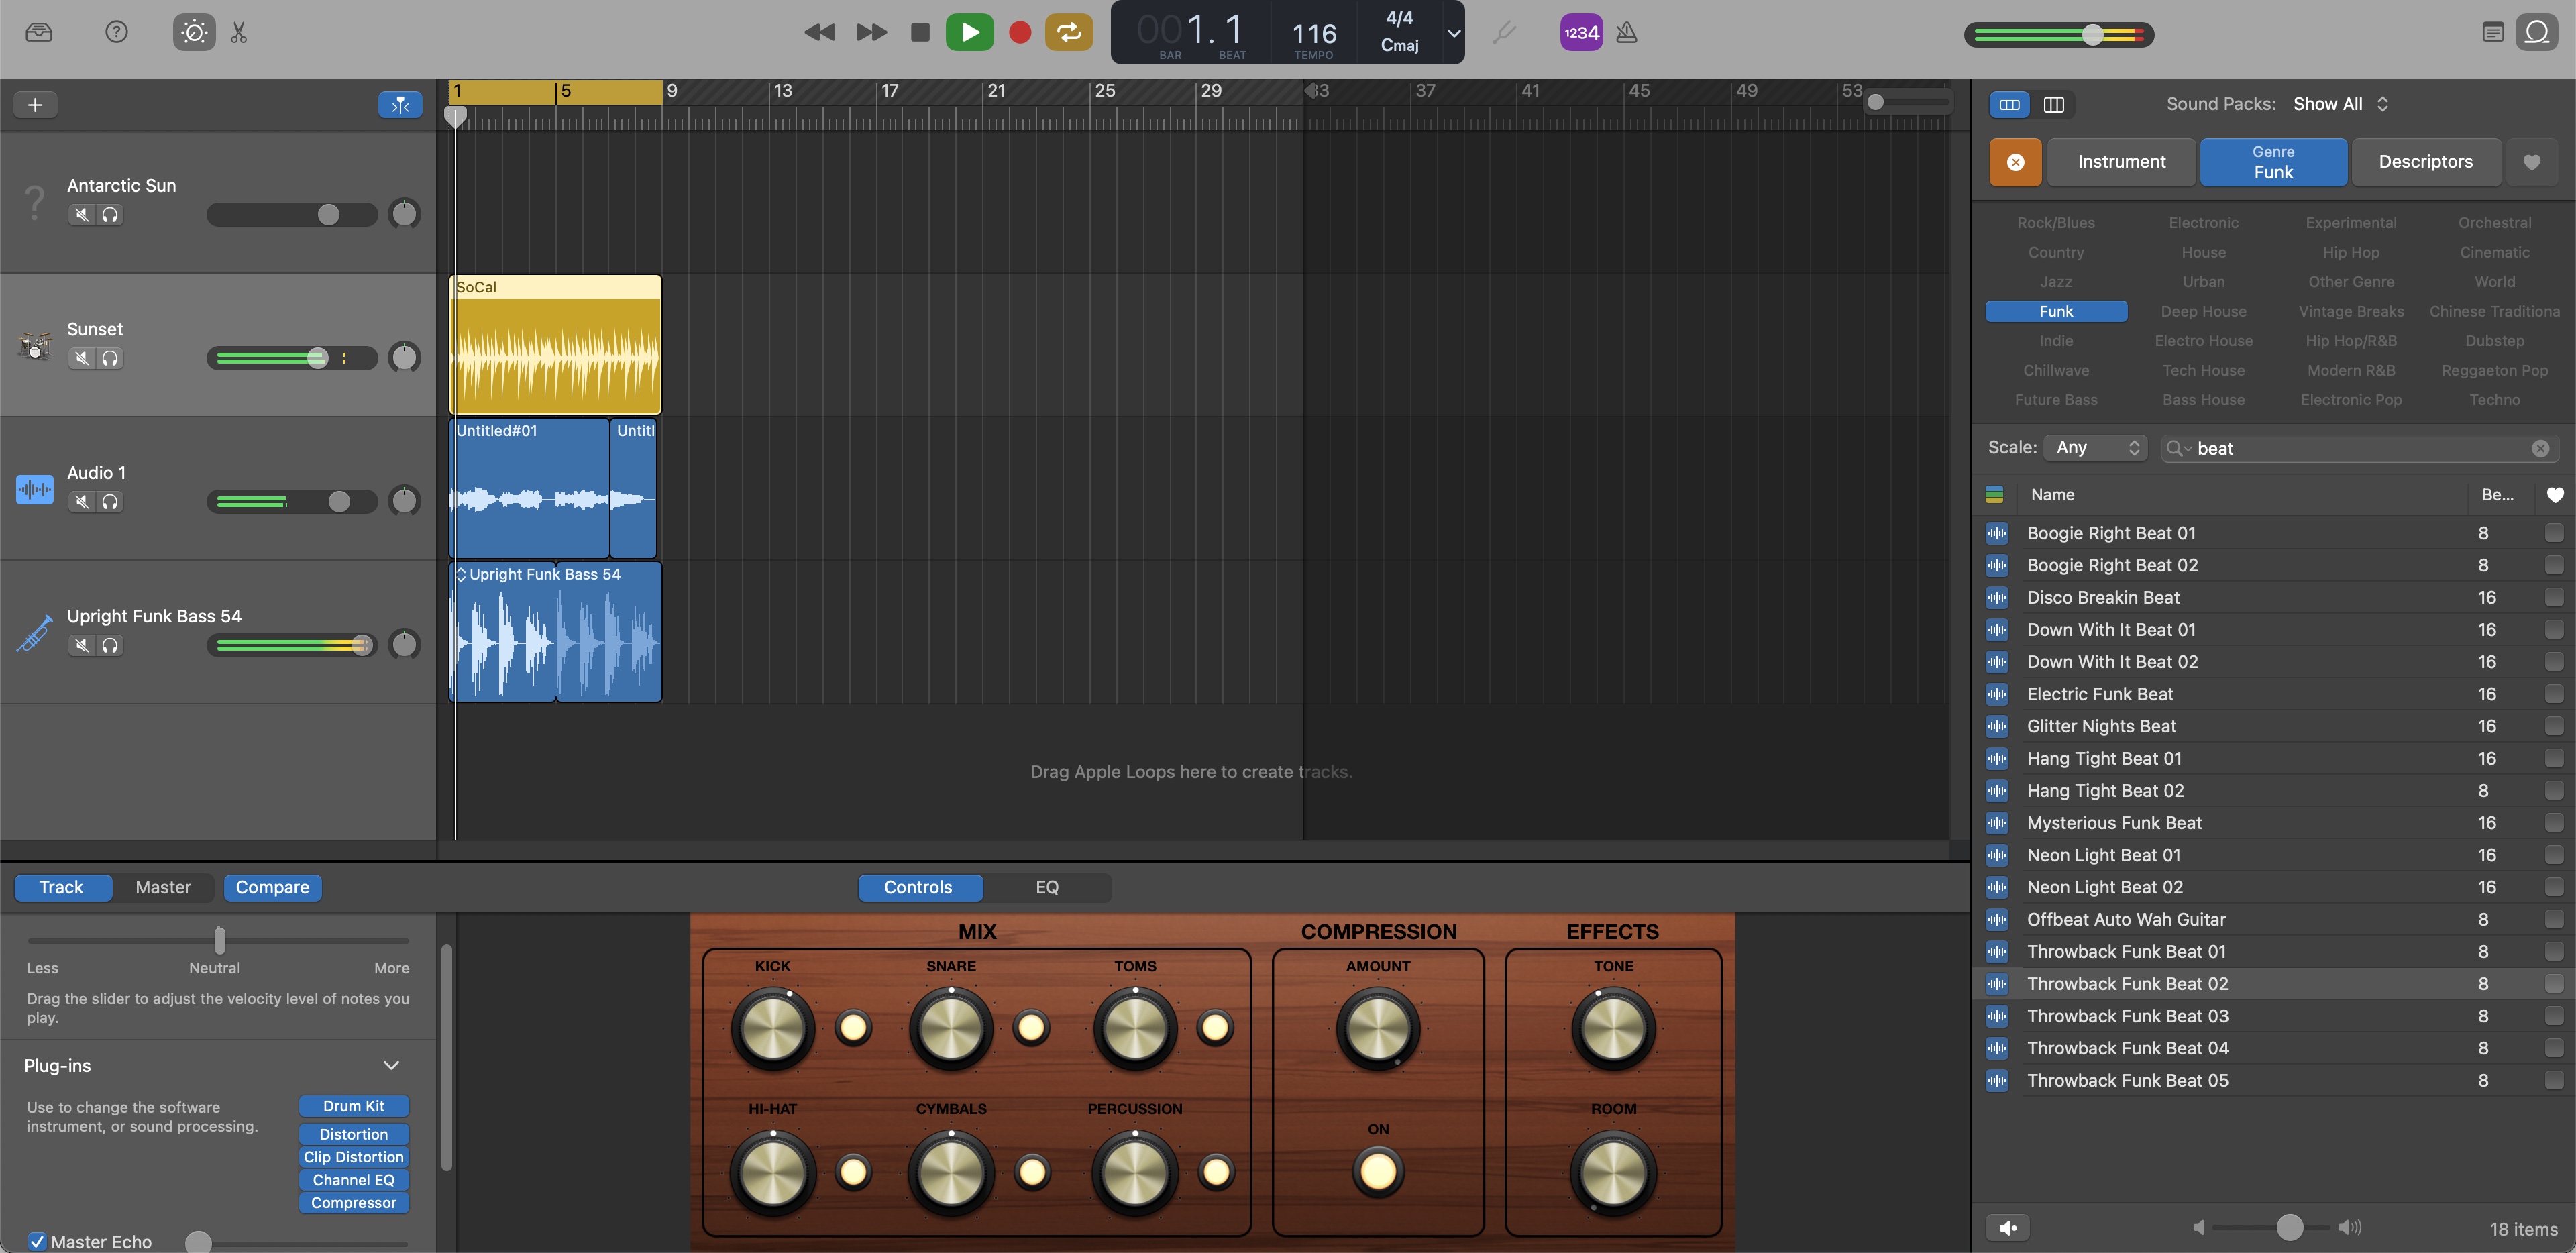 001. 1
BAR BEAT
116
TEMPO
4/4
Cmaj
1234
1 5 9 13 17 21 25 29 33 37 41 45 49 53
Antarctic Sun
Sunset
SoCal
Audio 1
Untitled#01
Untitl
Upright Funk Bass 54
Upright Funk Bass 54
Drag Apple Loops here to create tracks.
Track Master Compare
Controls EQ
Less Neutral More
Drag the slider to adjust the velocity level of notes you
play.
Plug-ins
Use to change the software
instrument, or sound processing.
Drum Kit
Distortion
Clip Distortion
Channel EQ
Compressor
Master Echo
MIX
KICK SNARE TOMS
HI-HAT CYMBALS PERCUSSION
COMPRESSION
AMOUNT
ON
EFFECTS
TONE
ROOM
Sound Packs: Show All
Instrument
Genre
Funk
Descriptors
Rock/Blues Electronic Experimental Orchestral
Country House Hip Hop Cinematic
Jazz Urban Other Genre World
Funk Deep House Vintage Breaks Chinese Traditiona
Indie Electro House Hip Hop/R&B Dubstep
Chillwave Tech House Modern R&B Reggaeton Pop
Future Bass Bass House Electronic Pop Techno
Scale: Any beat
Name Be...
Boogie Right Beat 01 8
Boogie Right Beat 02 8
Disco Breakin Beat 16
Down With It Beat 01 16
Down With It Beat 02 16
Electric Funk Beat 16
Glitter Nights Beat 16
Hang Tight Beat 01 16
Hang Tight Beat 02 8
Mysterious Funk Beat 16
Neon Light Beat 01 16
Neon Light Beat 02 16
Offbeat Auto Wah Guitar 8
Throwback Funk Beat 01 8
Throwback Funk Beat 02 8
Throwback Funk Beat 03 8
Throwback Funk Beat 04 8
Throwback Funk Beat 05 8
18 items